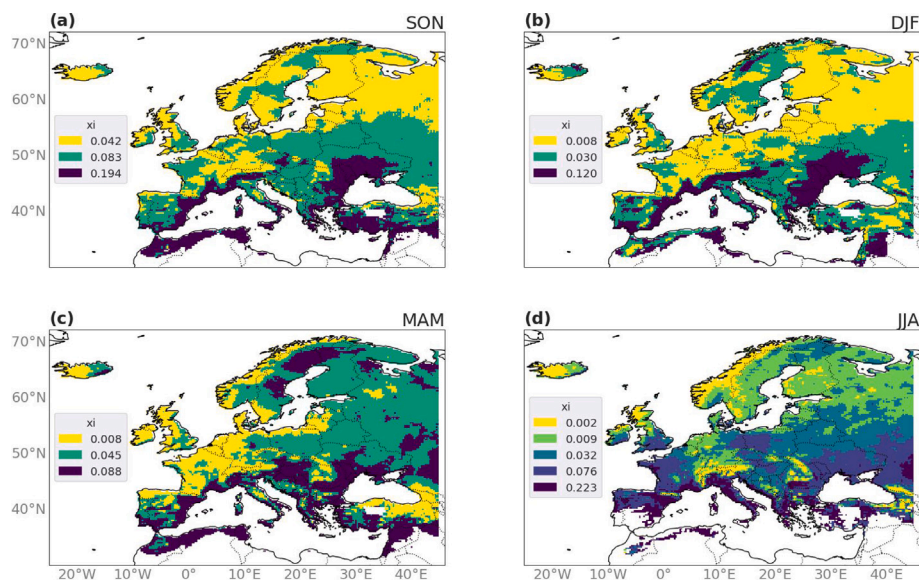 (a) SON
(b) DJF
70°N
60°N
50°N
40°N
xi
0.042
0.083
0.194
xi
0.008
0.030
0.120
(c) MAM
(d) JJA
70°N
60°N
50°N
40°N
xi
0.008
0.045
0.088
xi
0.002
0.009
0.032
0.076
0.223
20°W 10°W 0° 10°E 20°E 30°E 40°E
20°W 10°W 0° 10°E 20°E 30°E 40°E